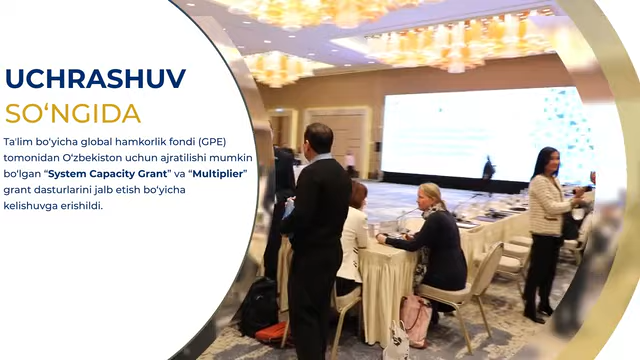 UCHRASHUV
SO‘NGIDA
Ta'lim bo‘yicha global hamkorlik fondi (GPE)
tomonidan O‘zbekiston uchun ajratilishi mumkin
bo‘lgan “System Capacity Grant” va “Multiplier”
grant dasturlarini jalb etish bo‘yicha
kelishuvga erishildi.